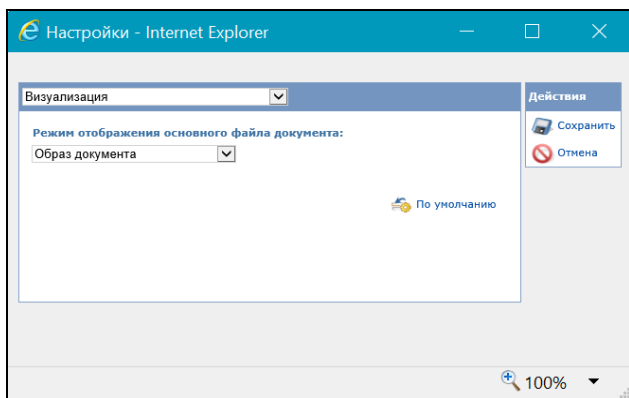 Настройки - Internet Explorer
Визуализация
Действия
Режим отображения основного файла документа:
Сохранить
Образ документа
Отмена
По умолчанию
100%